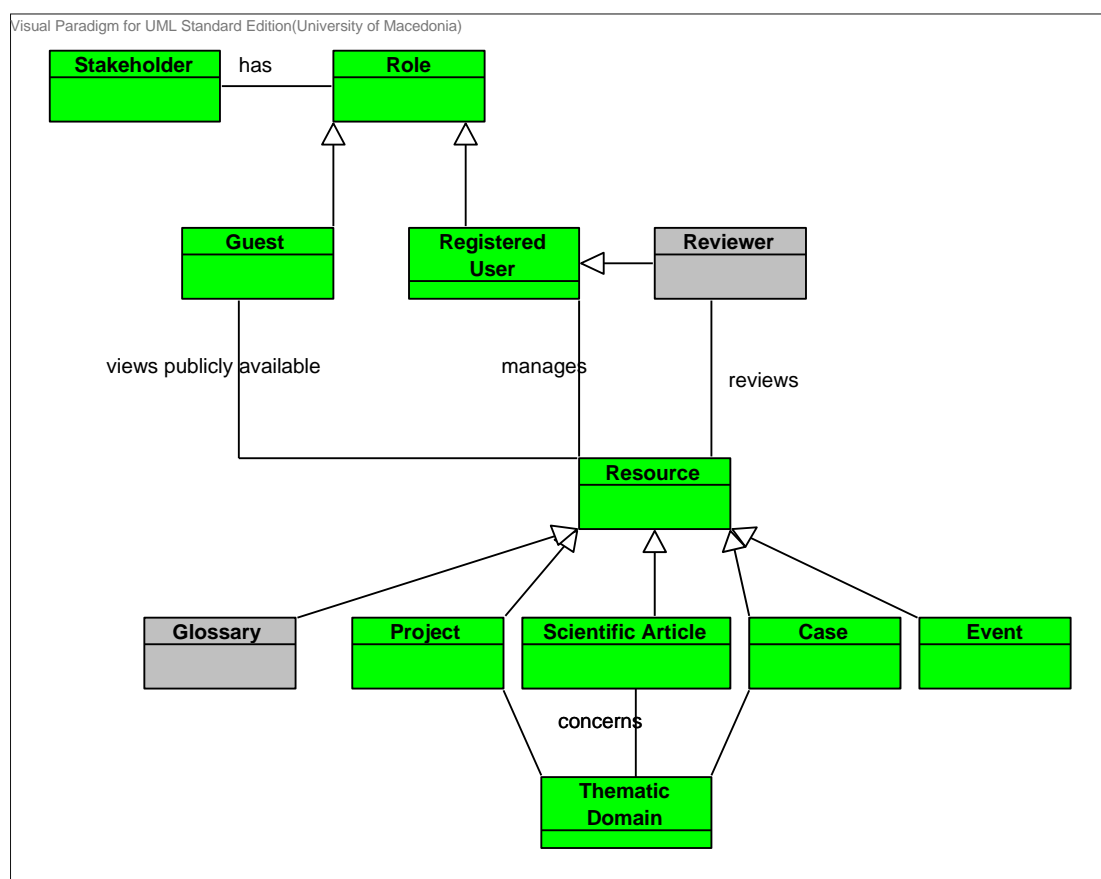 Visual Paradigm for UML Standard Edition(University of Macedonia)
Stakeholder
has
Role
Guest
Registered
User
Reviewer
views publicly available
manages
reviews
Resource
Glossary
Project
Scientific Article
Case
Event
concerns
Thematic
Domain